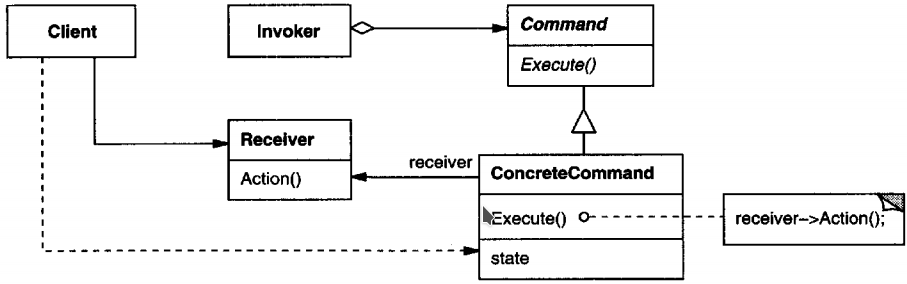 Client
Invoker
Command
Execute()
Receiver
Action()
receiver
ConcreteCommand
Execute()
state
receiver–>Action();